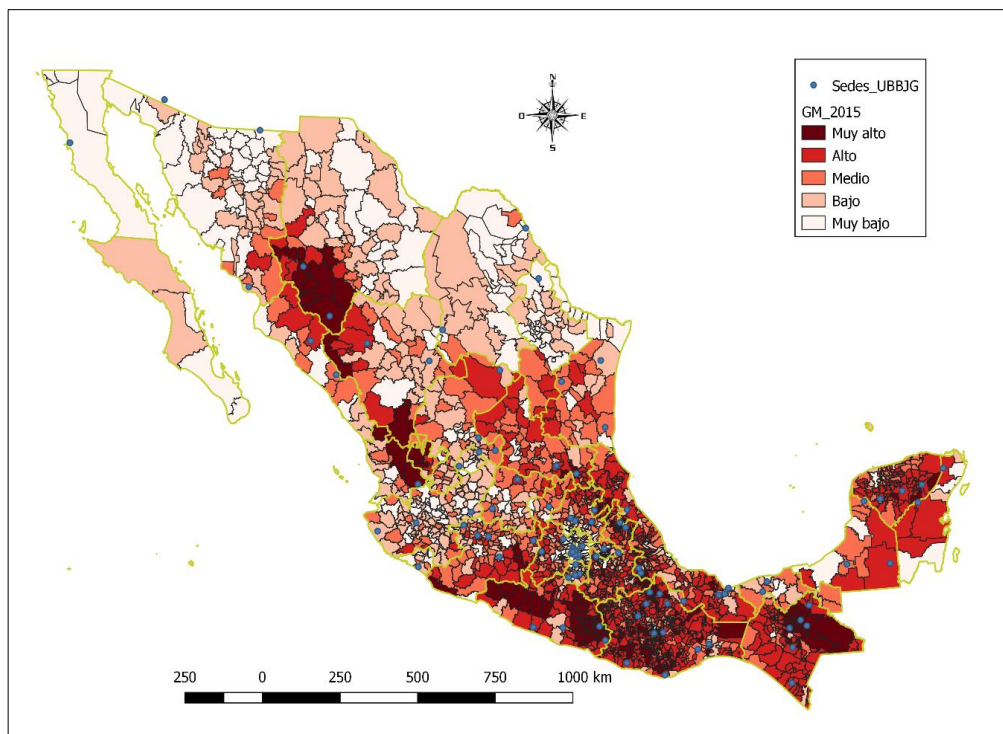 N
O
E
S
Sedes_UBBJG
GM_2015
Muy alto
Alto
Medio
Bajo
Muy bajo
250 0 250 500 750 1000 km